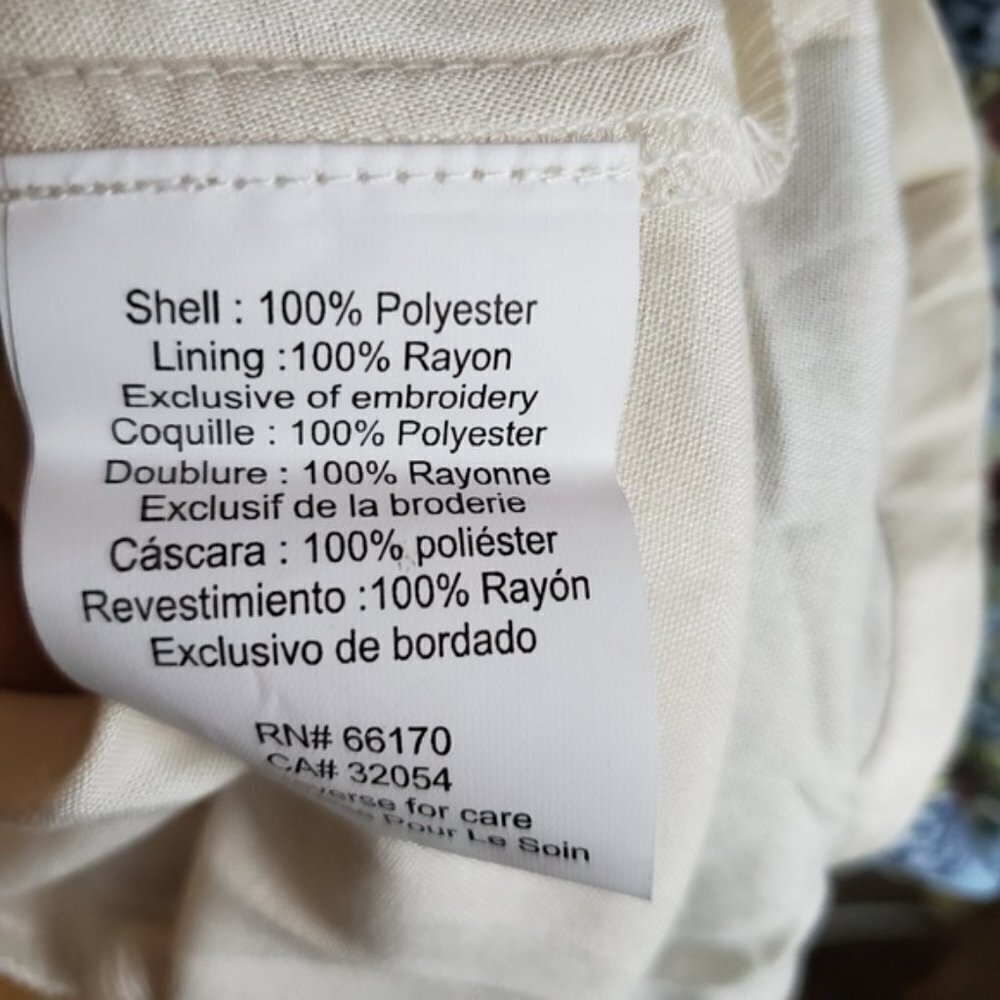 Shell : 100% Polyester
Lining :100% Rayon
Exclusive of embroidery
Coquille : 100% Polyester
Doublure : 100% Rayonne
Exclusif de la broderie
Cáscara : 100% poliéster
Revestimiento :100% Rayón
Exclusivo de bordado
RN# 66170
CA# 32054
for care
Pour Le Soin